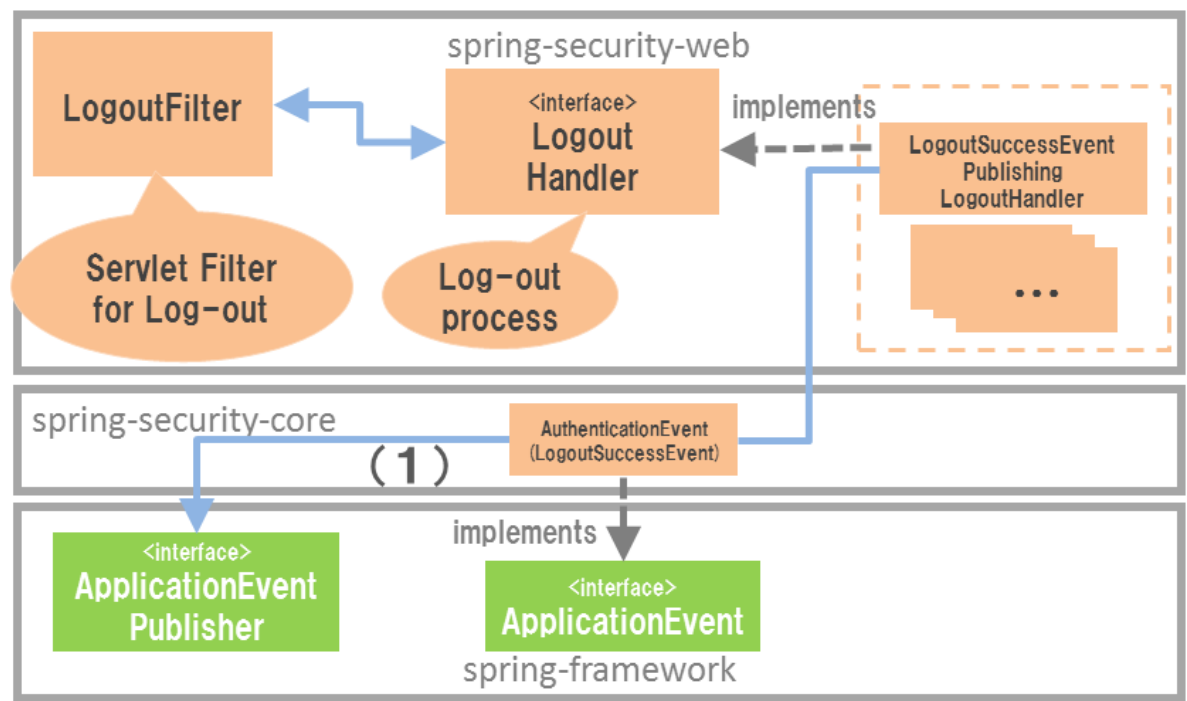 spring-security-web
LogoutFilter
<interface>
Logout
Handler
implements
LogoutSuccessEvent
Publishing
LogoutHandler
Servlet Filter
for Log-out
Log-out
process
...
spring-security-core
(1)
AuthenticationEvent
(LogoutSuccessEvent)
implements
<interface>
ApplicationEvent
Publisher
<interface>
ApplicationEvent
spring-framework